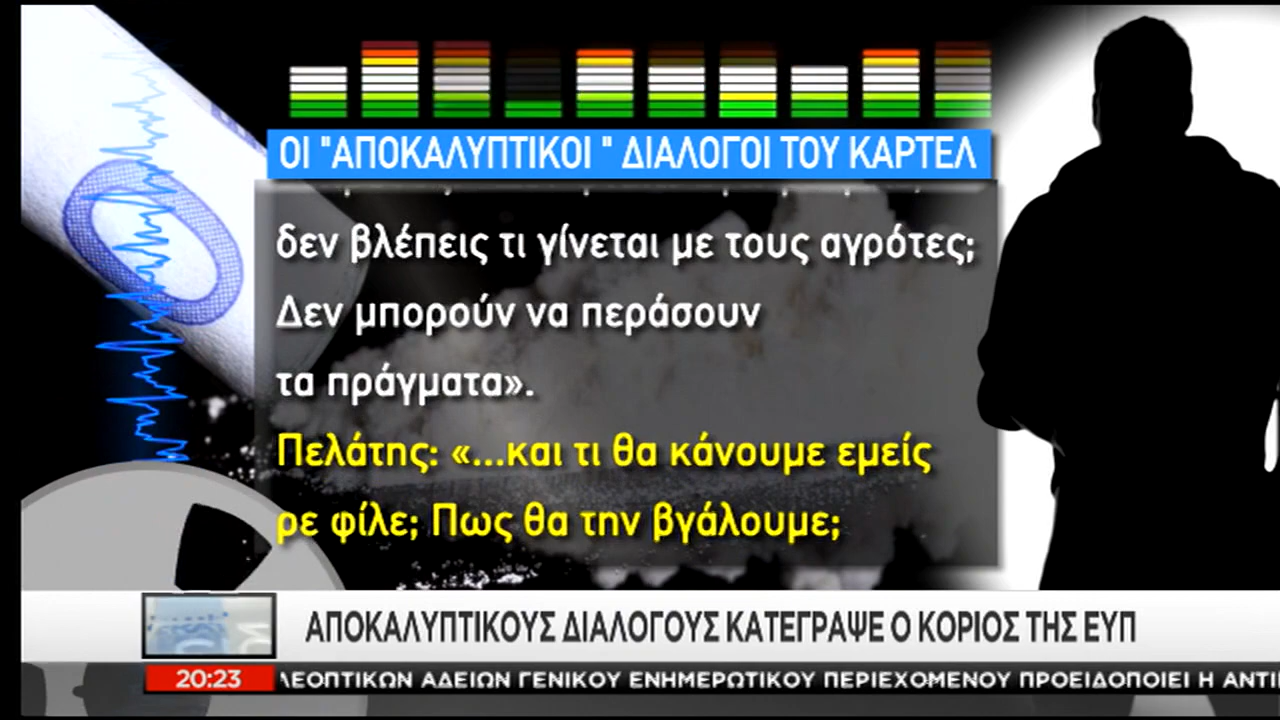 ΟΙ "ΑΠΟΚΑΛΥΠΤΙΚΟΙ " ΔΙΑΛΟΓΟΙ ΤΟΥ ΚΑΡΤΕΛ
δεν βλέπεις τι γίνεται με τους αγρότες;
Δεν μπορούν να περάσουν
τα πράγματα».
Πελάτης: «...και τι θα κάνουμε εμείς
ρε φίλε; Πως θα την βγάλουμε;
ΑΠΟΚΑΛΥΠΤΙΚΟΥΣ ΔΙΑΛΟΓΟΥΣ ΚΑΤΕΓΡΑΨΕ Ο ΚΟΡΙΟΣ ΤΗΣ ΕΥΠ
20:23 ΛΕΟΠΤΙΚΩΝ ΑΔΕΙΩΝ ΓΕΝΙΚΟΥ ΕΝΗΜΕΡΩΤΙΚΟΥ ΠΕΡΙΕΧΟΜΕΝΟΥ ΠΡΟΕΙΔΟΠΟΙΕΙ Η ΑΝΤΙ